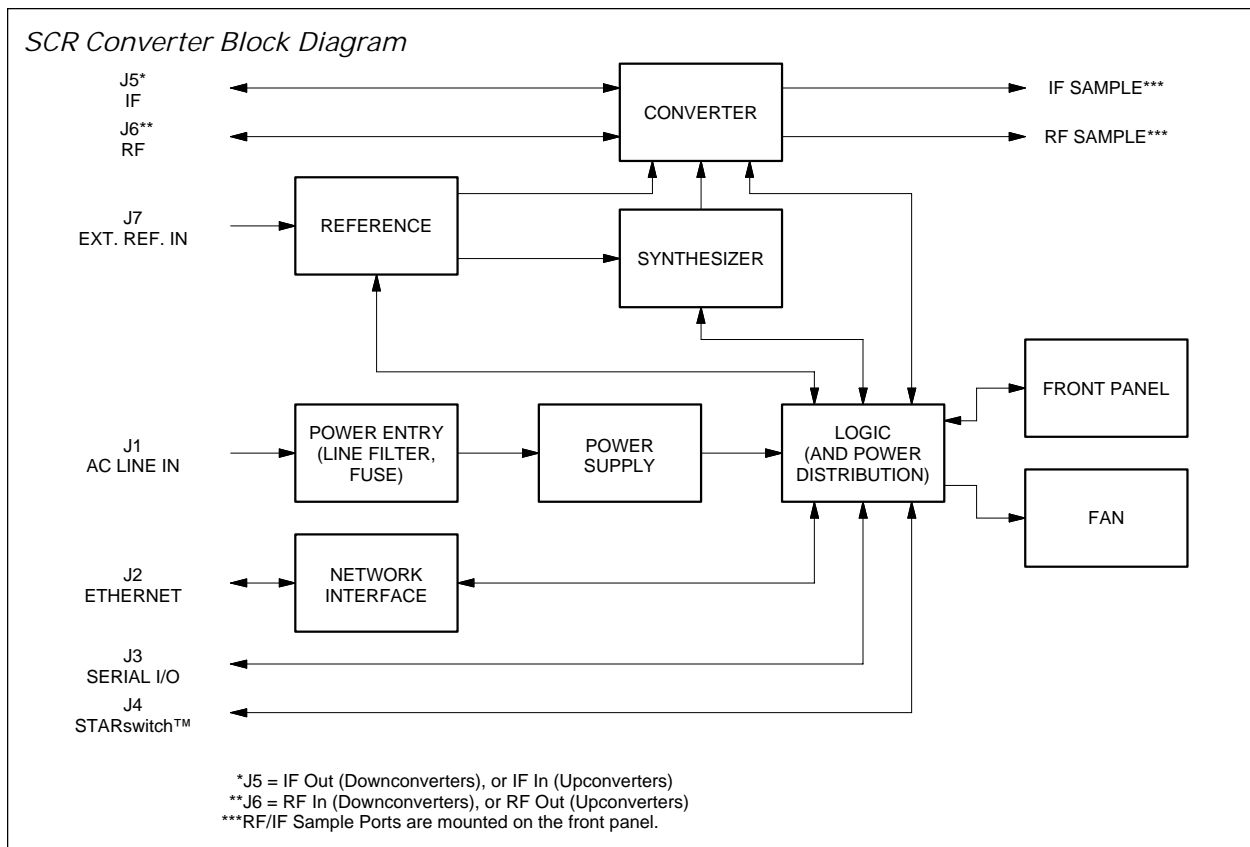 SCR Converter Block Diagram
J5*
IF
CONVERTER
IF SAMPLE***
J6**
RF
RF SAMPLE***
J7
EXT. REF. IN
REFERENCE
SYNTHESIZER
FRONT PANEL
J1
AC LINE IN
POWER ENTRY
(LINE FILTER,
FUSE)
POWER
SUPPLY
LOGIC
(AND POWER
DISTRIBUTION)
FAN
J2
ETHERNET
NETWORK
INTERFACE
J3
SERIAL I/O
J4
STARswitch™
*J5 = IF Out (Downconverters), or IF In (Upconverters)
**J6 = RF In (Downconverters), or RF Out (Upconverters)
***RF/IF Sample Ports are mounted on the front panel.